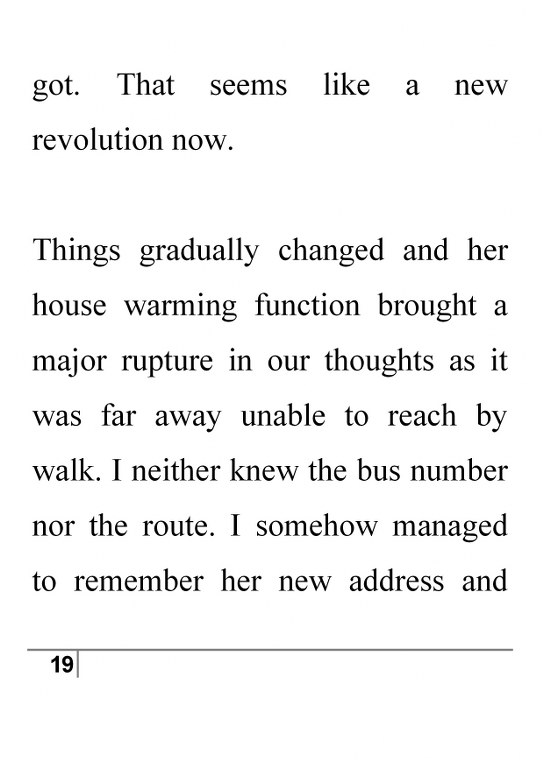 got. That seems like a new
revolution now.
Things gradually changed and her
house warming function brought a
major rupture in our thoughts as it
was far away unable to reach by
walk. I neither knew the bus number
nor the route. I somehow managed
to remember her new address and
19